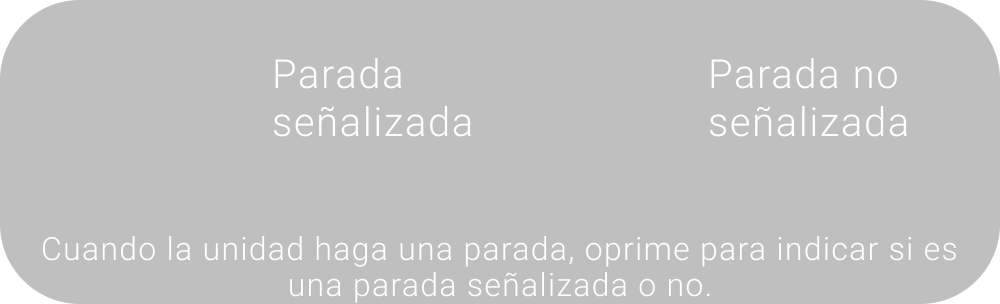 Parada
señalizada
Parada no
señalizada
Cuando la unidad haga una parada, oprime para indicar si es
una parada señalizada o no.